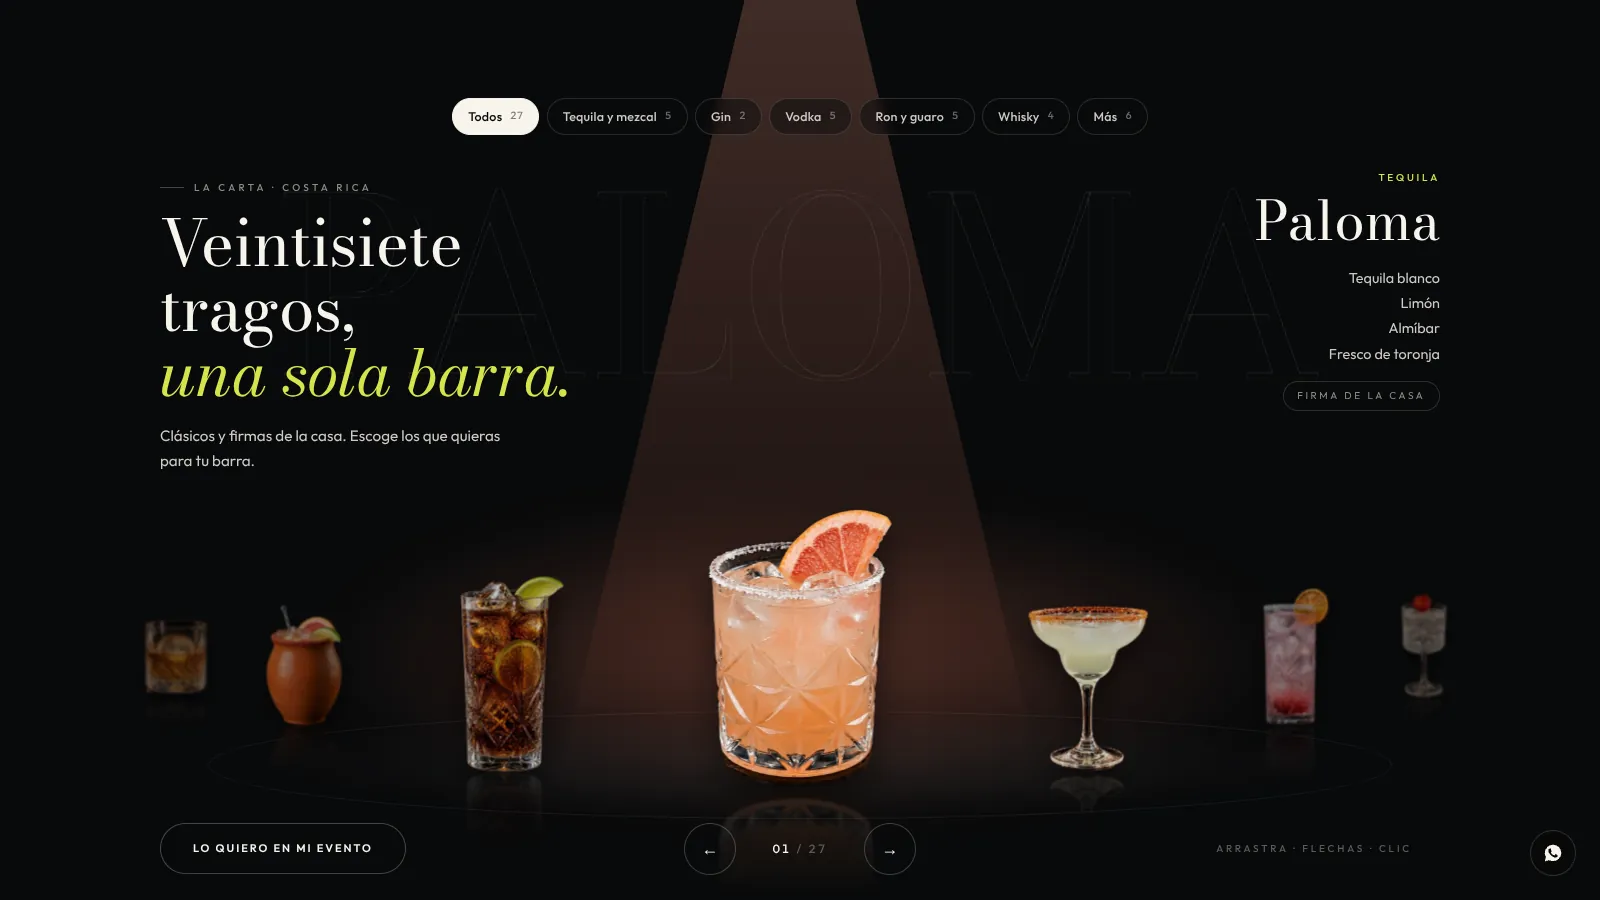 Todos 27
Tequila y mezcal 5
Gin 2
Vodka 5
Ron y guaro 5
Whisky 4
Más 6
LA CARTA · COSTA RICA
Veintisiete
tragos,
una sola barra.
Clásicos y firmas de la casa. Escoge los que quieras
para tu barra.
PALOMA
TEQUILA
Paloma
Tequila blanco
Limón
Almíbar
Fresco de toronja
FIRMA DE LA CASA
LO QUIERO EN MI EVENTO
← 01 / 27 →
ARRASTRA · FLECHAS · CLIC